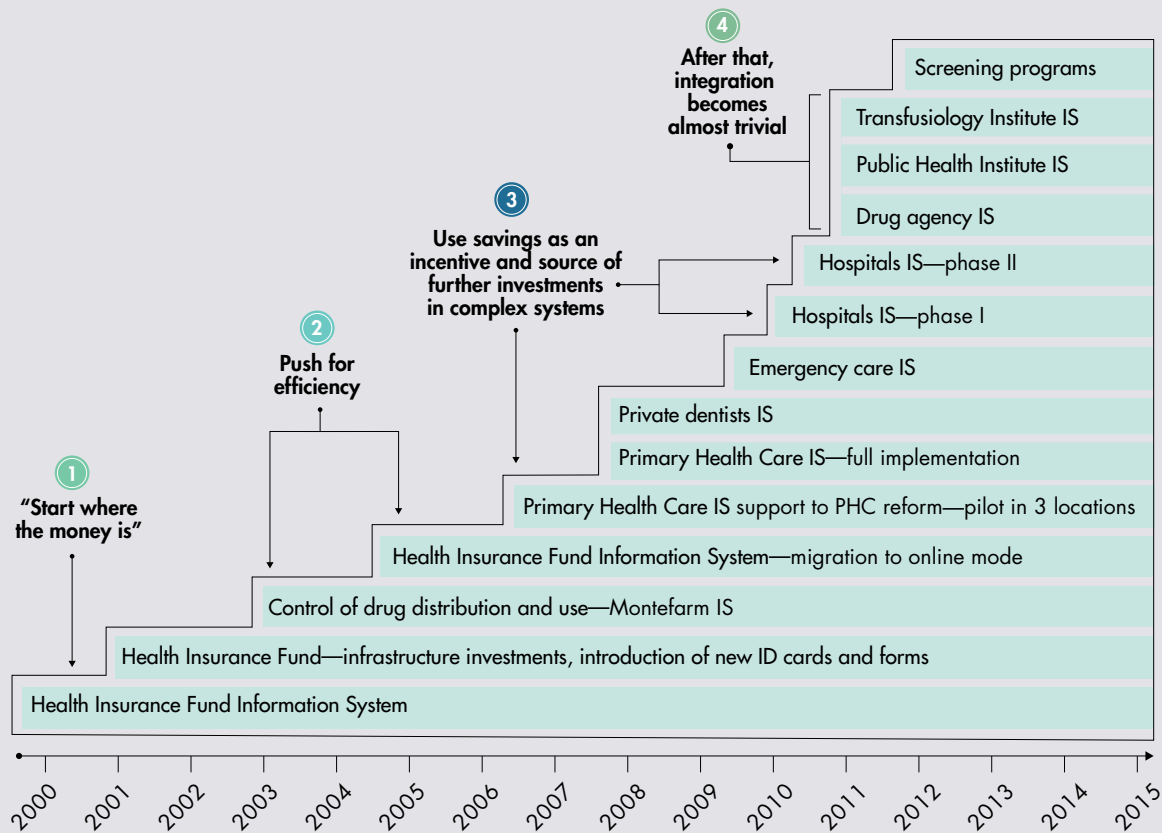 4
After that,
integration
becomes
almost trivial
Screening programs
Transfusiology Institute IS
Public Health Institute IS
Drug agency IS
3
Use savings as an
incentive and source of
further investments
in complex systems
Hospitals IS—phase II
Hospitals IS—phase I
2
Push for
efficiency
Emergency care IS
Private dentists IS
Primary Health Care IS—full implementation
1
“Start where
the money is”
Primary Health Care IS support to PHC reform—pilot in 3 locations
Health Insurance Fund Information System—migration to online mode
Control of drug distribution and use—Montefarm IS
Health Insurance Fund—infrastructure investments, introduction of new ID cards and forms
Health Insurance Fund Information System
2000 2001 2002 2003 2004 2005 2006 2007 2008 2009 2010 2011 2012 2013 2014 2015